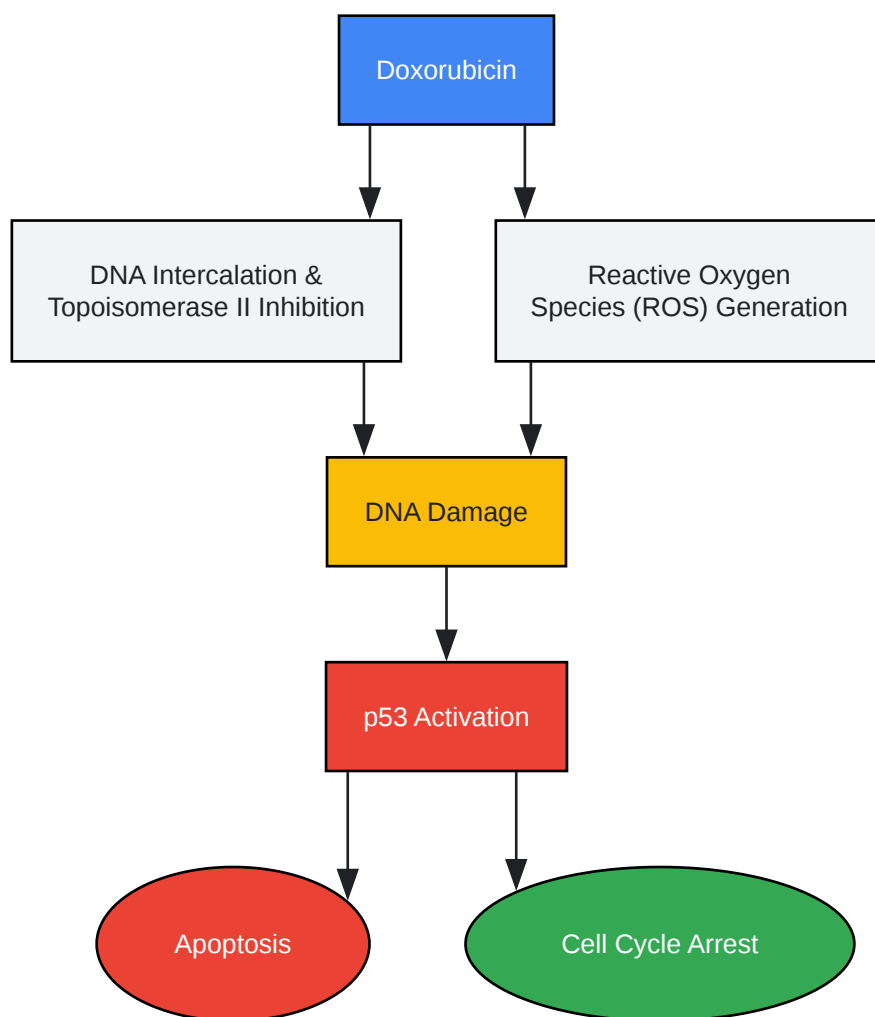 Doxorubicin
DNA Intercalation &
Topoisomerase II Inhibition
Reactive Oxygen
Species (ROS) Generation
DNA Damage
p53 Activation
Apoptosis
Cell Cycle Arrest